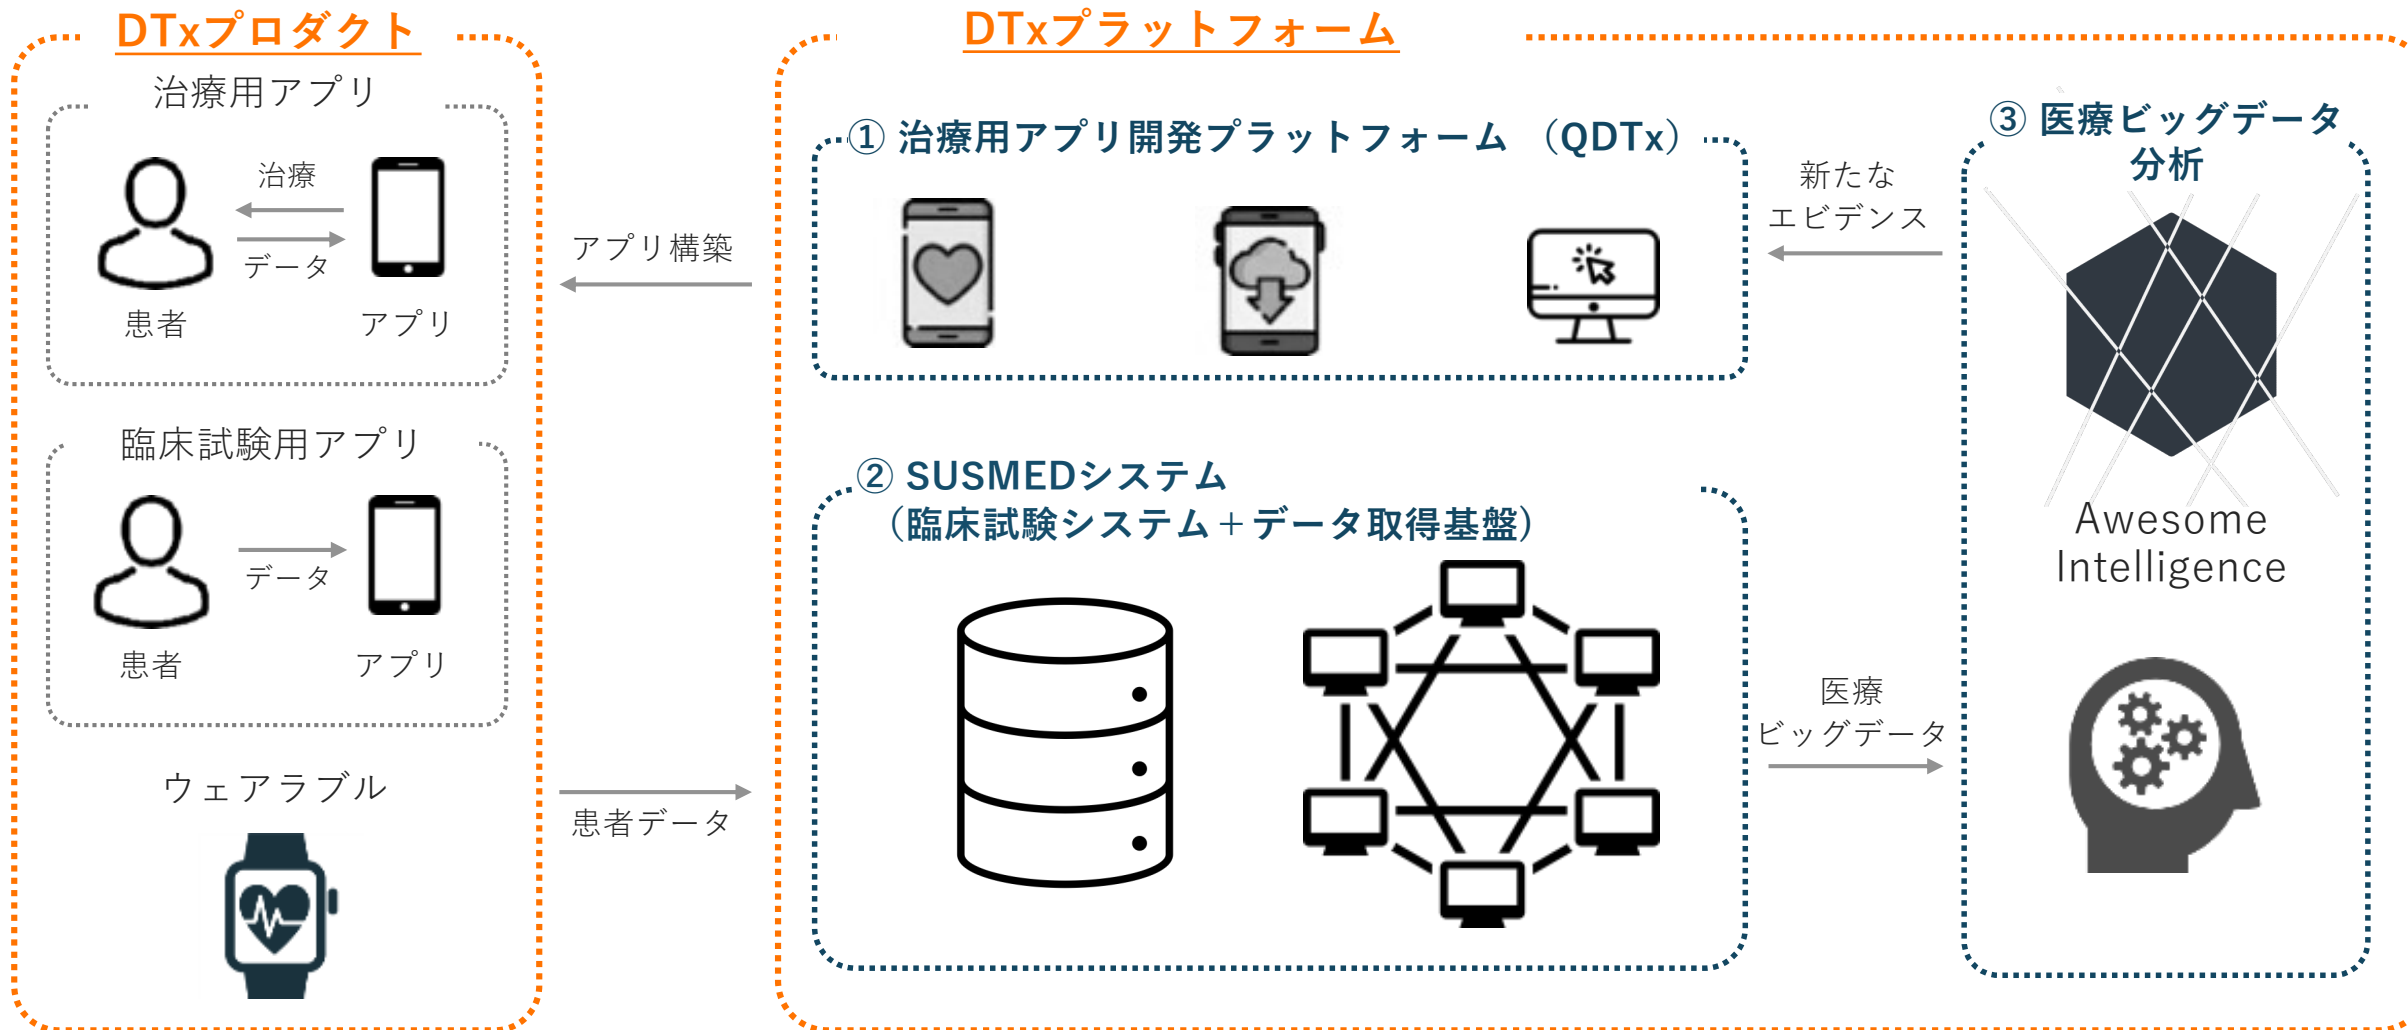 DTxプロダクト
治療用アプリ
治療
データ
患者
アプリ
臨床試験用アプリ
データ
患者
アプリ
ウェアラブル
アプリ構築
患者データ
DTxプラットフォーム
① 治療用アプリ開発プラットフォーム （QDTx）
② SUSMEDシステム
（臨床試験システム＋データ取得基盤）
新たな
エビデンス
医療
ビッグデータ
③ 医療ビッグデータ
分析
Awesome
Intelligence